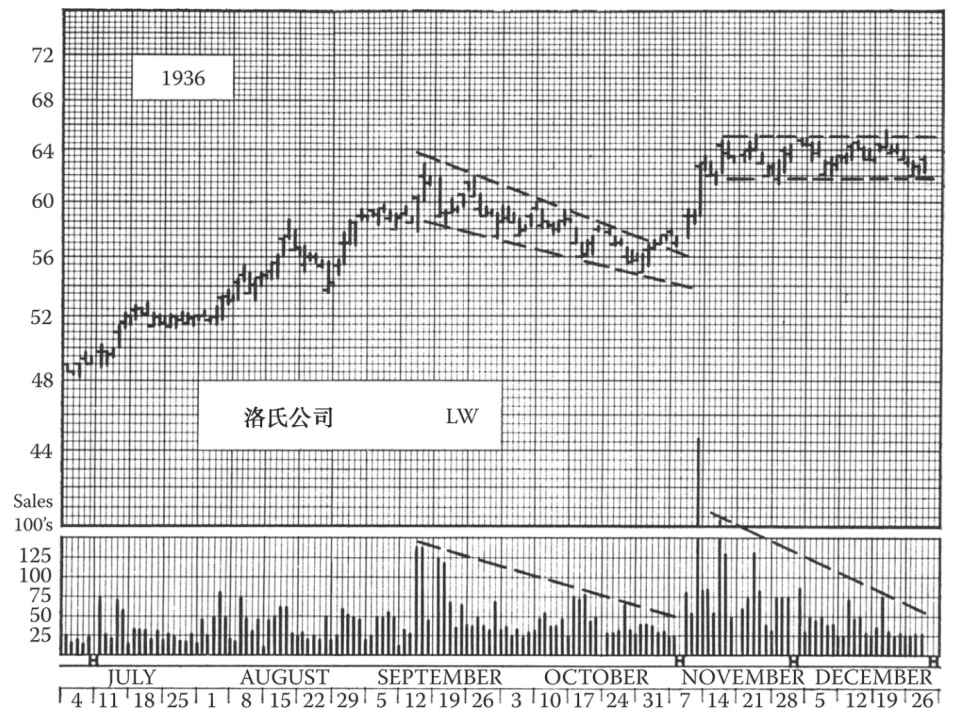 72
1936
68
64
60
56
52
48
洛氏公司 LW
44
Sales
100's
125
100
75
50
25
JULY AUGUST SEPTEMBER OCTOBER NOVEMBER DECEMBER
4 11 18 25 1 8 15 22 29 5 12 19 26 3 10 17 24 31 7 14 21 28 5 12 19 26